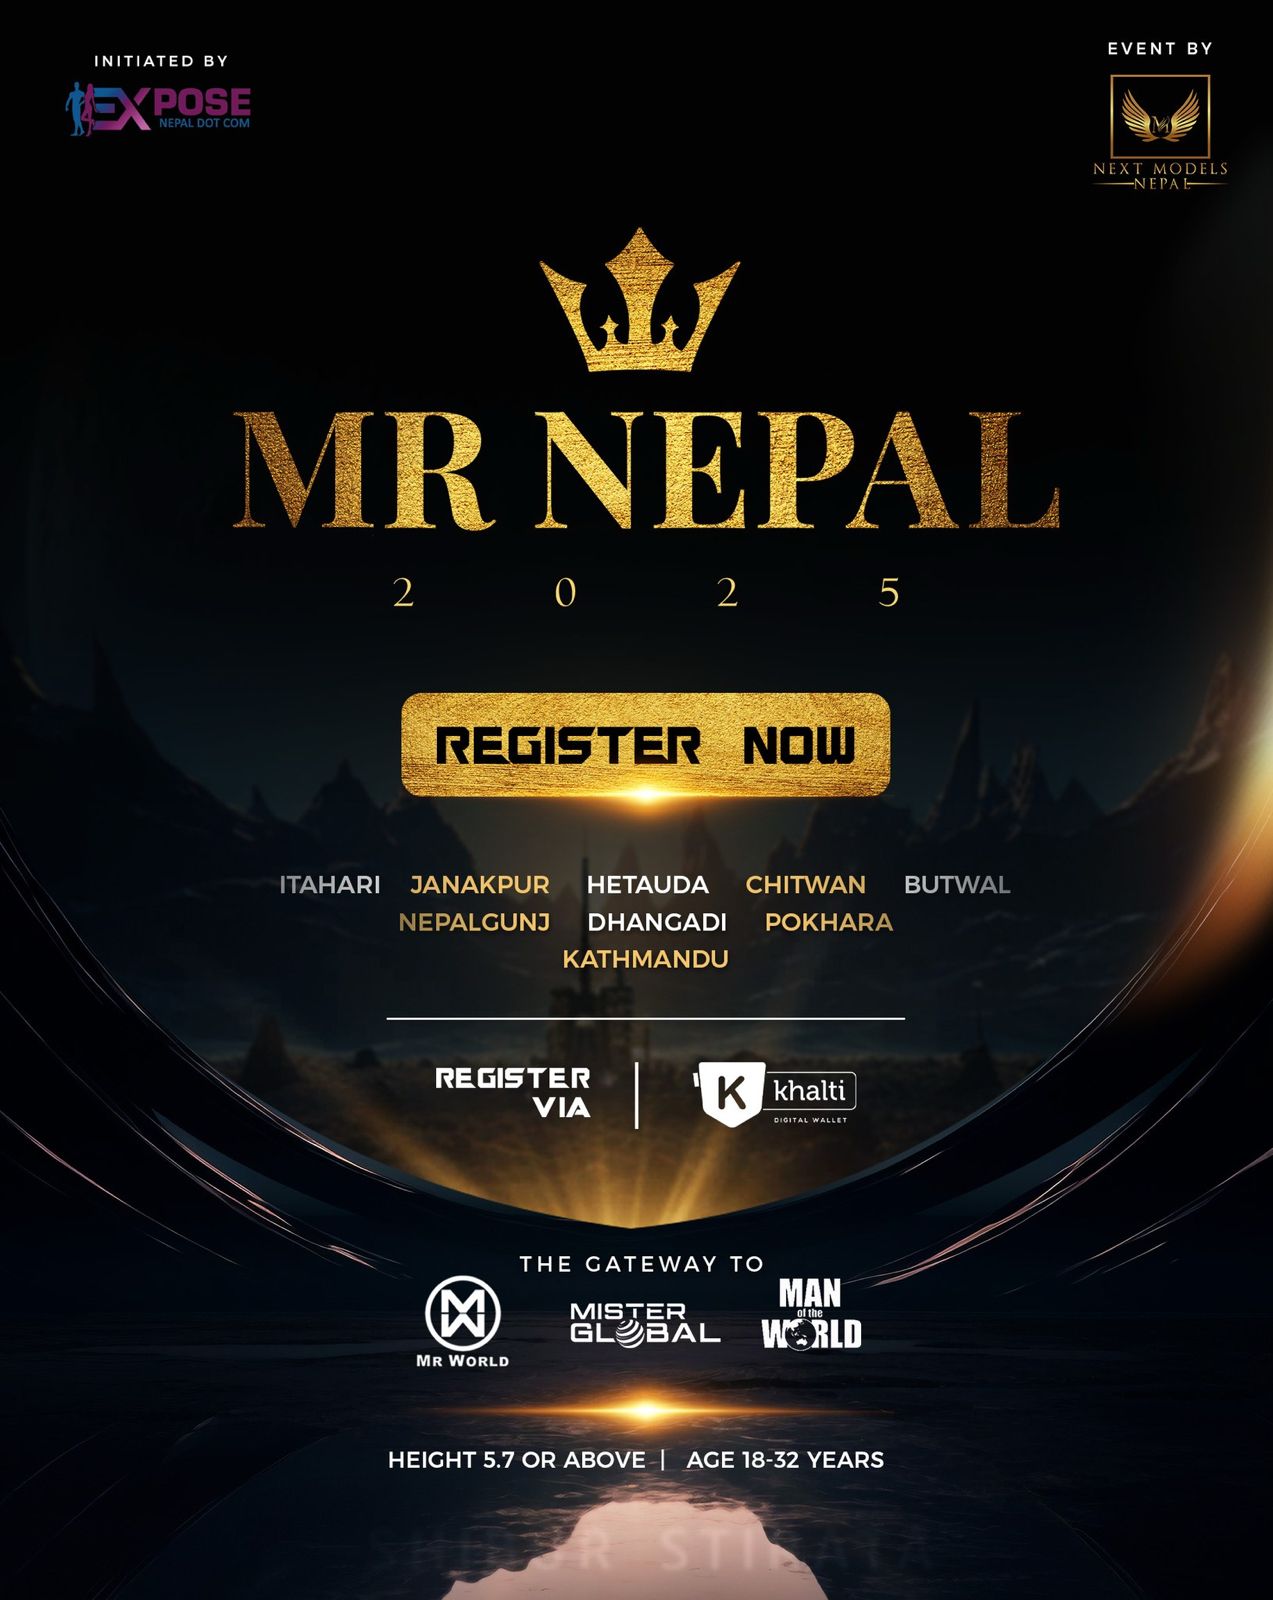 INITIATED BY
EXPOSE
NEPAL DOT COM
EVENT BY
NEXT MODELS
NEPAL
MR NEPAL
2 0 2 5
REGISTER NOW
ITAHARI JANAKPUR HETAUDA CHITWAN BUTWAL
NEPALGUNJ DHANGADI POKHARA
KATHMANDU
REGISTER
VIA
K khalti
DIGITAL WALLET
THE GATEWAY TO
MR WORLD
MISTER
GLOBAL
MAN
of the
WORLD
HEIGHT 5.7 OR ABOVE | AGE 18-32 YEARS